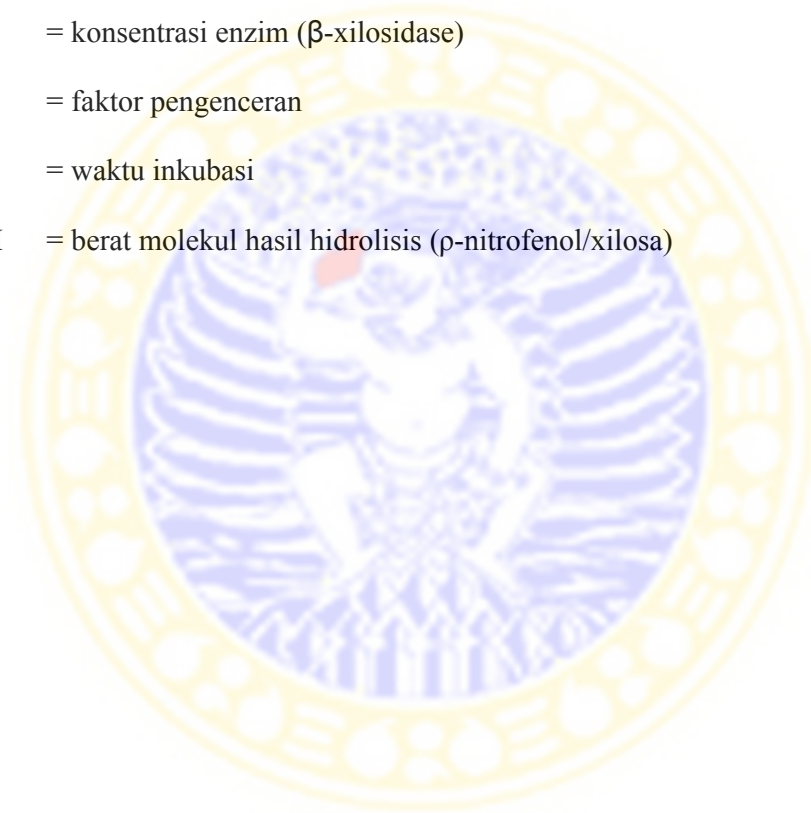 = konsentrasi enzim (β-xilosidase)
= faktor pengenceran
= waktu inkubasi
= berat molekul hasil hidrolisis (ρ-nitrofenol/xilosa)